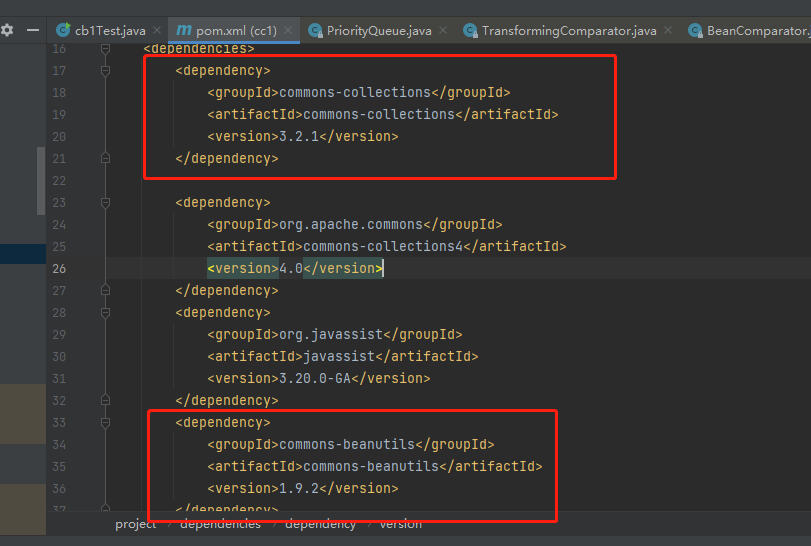 cb1Test.java
pom.xml (cc1)
PriorityQueue.java
TransformingComparator.java
BeanComparator.
16 <dependencies>
17 <dependency>
18 <groupId>commons-collections</groupId>
19 <artifactId>commons-collections</artifactId>
20 <version>3.2.1</version>
21 </dependency>
22
23 <dependency>
24 <groupId>org.apache.commons</groupId>
25 <artifactId>commons-collections4</artifactId>
26 <version>4.0</version>
27 </dependency>
28 <dependency>
29 <groupId>org.javassist</groupId>
30 <artifactId>javassist</artifactId>
31 <version>3.20.0-GA</version>
32 </dependency>
33 <dependency>
34 <groupId>commons-beanutils</groupId>
35 <artifactId>commons-beanutils</artifactId>
36 <version>1.9.2</version>
37 </dependency>
project dependencies dependency version